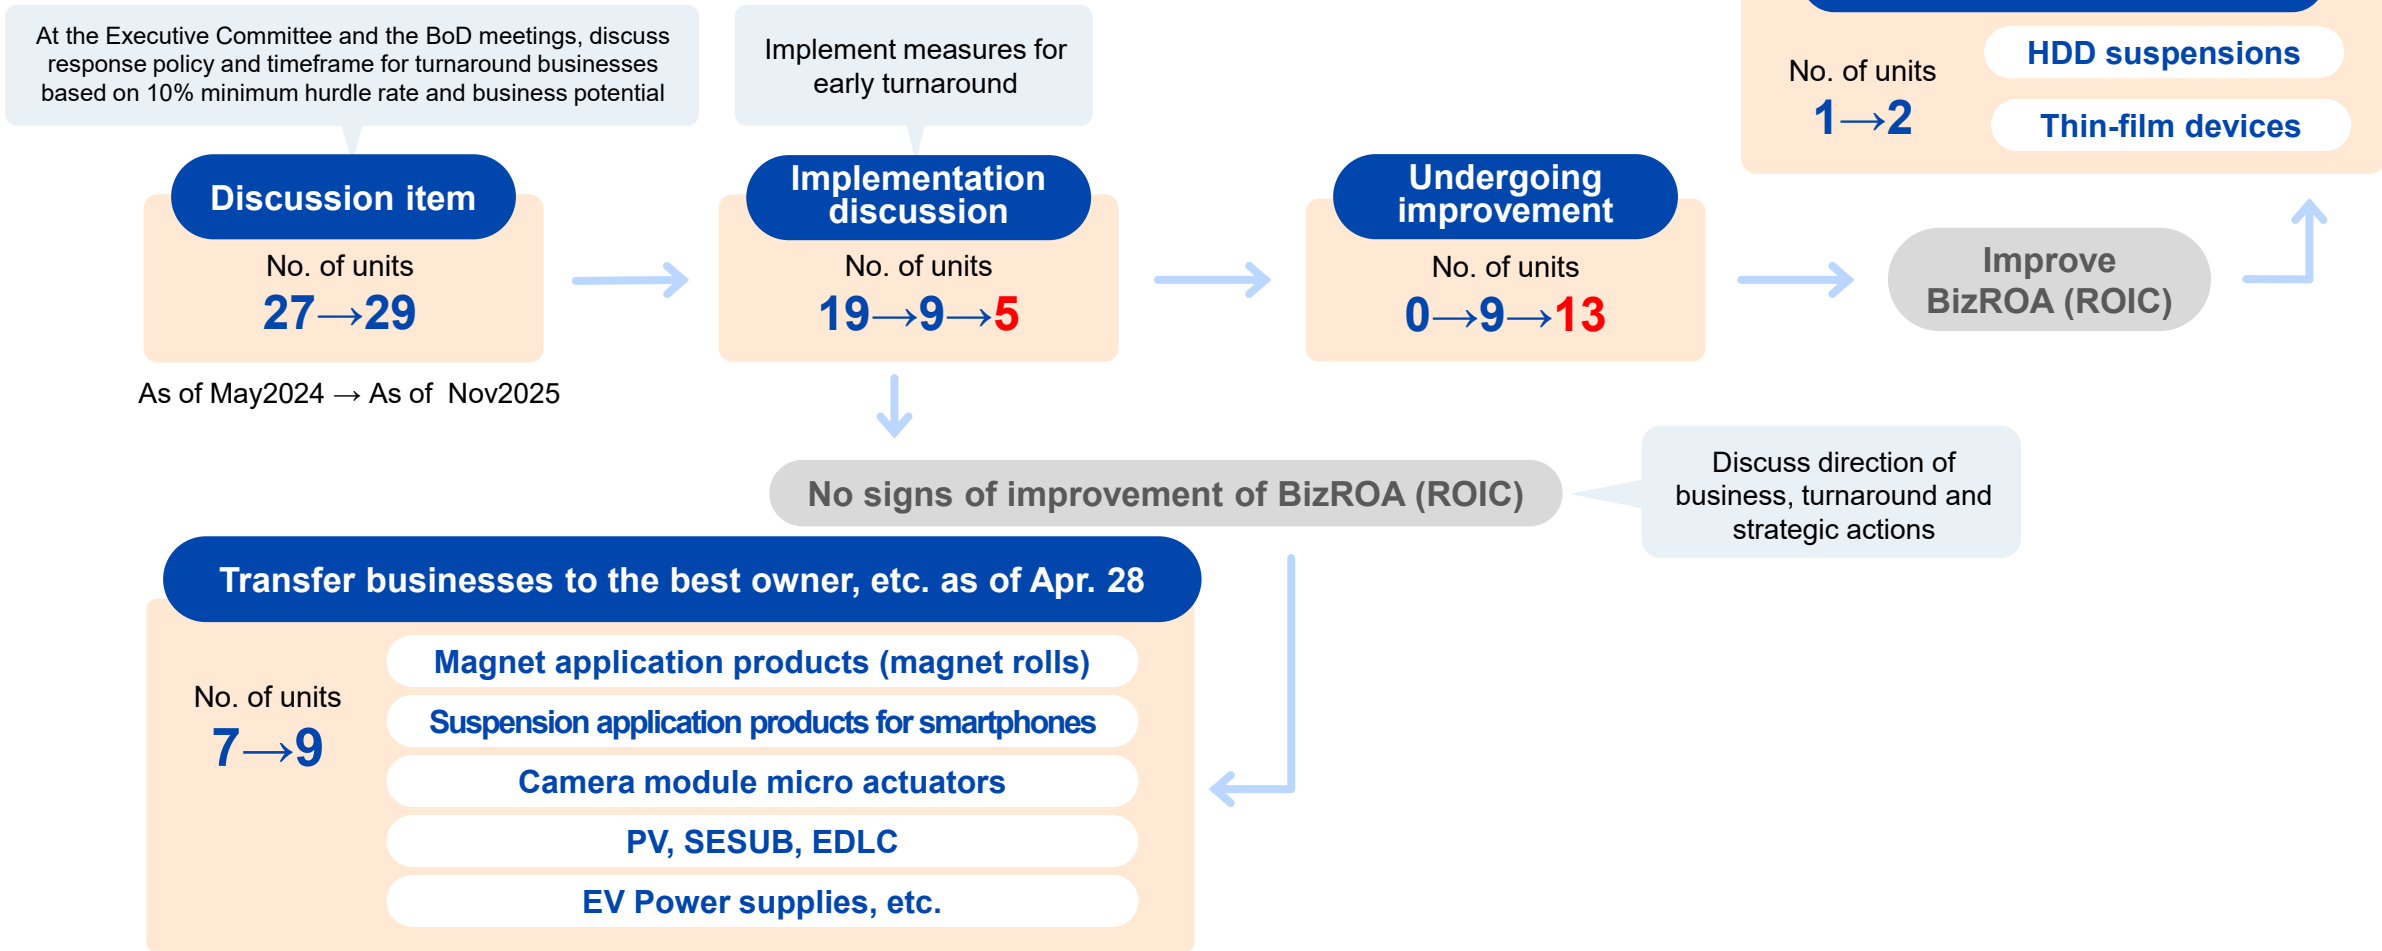 At the Executive Committee and the BoD meetings, discuss
response policy and timeframe for turnaround businesses
based on 10% minimum hurdle rate and business potential
Implement measures for
early turnaround
No. of units
1→2
HDD suspensions
Thin-film devices
Discussion item
No. of units
27→29
As of May2024 → As of  Nov2025
Implementation
discussion
No. of units
19→9→5
Undergoing
improvement
No. of units
0→9→13
Improve
BizROA (ROIC)
No signs of improvement of BizROA (ROIC)
Discuss direction of
business, turnaround and
strategic actions
Transfer businesses to the best owner, etc. as of Apr. 28
No. of units
7→9
Magnet application products (magnet rolls)
Suspension application products for smartphones
Camera module micro actuators
PV, SESUB, EDLC
EV Power supplies, etc.